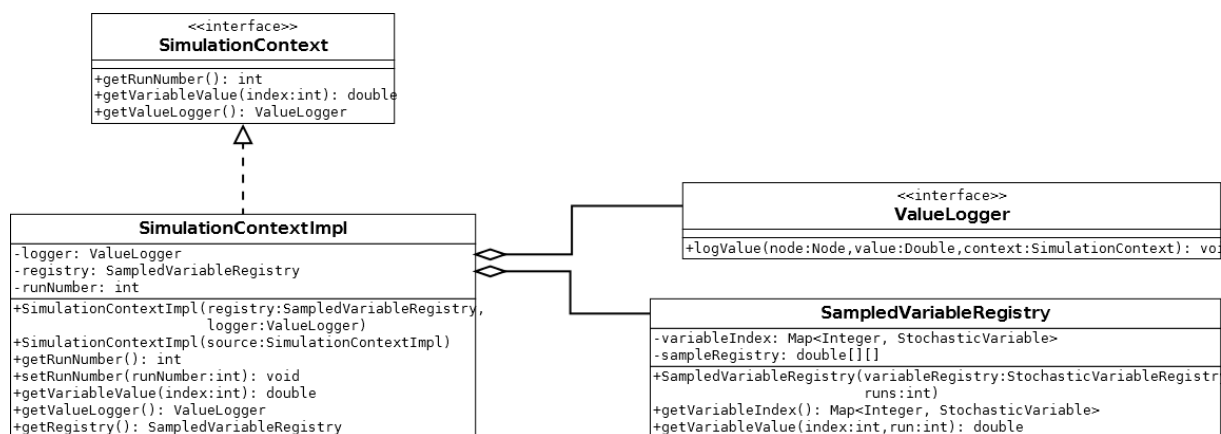 <<interface>>
SimulationContext
+getRunNumber(): int
+getVariableValue(index:int): double
+getValueLogger(): ValueLogger
SimulationContextImpl
-logger: ValueLogger
-registry: SampledVariableRegistry
-runNumber: int
+SimulationContextImpl(registry:SampledVariableRegistry,
logger:ValueLogger)
+SimulationContextImpl(source:SimulationContextImpl)
+getRunNumber(): int
+setRunNumber(runNumber:int): void
+getVariableValue(index:int): double
+getValueLogger(): ValueLogger
+getRegistry(): SampledVariableRegistry
<<interface>>
ValueLogger
+logValue(node:Node,value:Double,context:SimulationContext): voi
SampledVariableRegistry
-variableIndex: Map<Integer, StochasticVariable>
-sampleRegistry: double[][]
+SampledVariableRegistry(variableRegistry:StochasticVariableRegistr
runs:int)
+getVariableIndex(): Map<Integer, StochasticVariable>
+getVariableValue(index:int,run:int): double